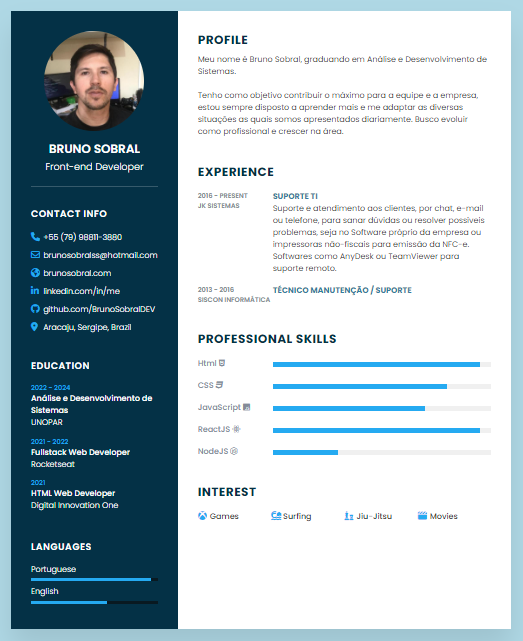 BRUNO SOBRAL
Front-end Developer
CONTACT INFO
+55 (79) 98811-3880
brunosobralss@hotmail.com
brunosobral.com
linkedin.com/in/me
github.com/BrunoSobralDEV
Aracaju, Sergipe, Brazil
EDUCATION
2022 - 2024
Análise e Desenvolvimento de
Sistemas
UNOPAR
2021 - 2022
Fullstack Web Developer
Rocketseat
2021
HTML Web Developer
Digital Innovation One
LANGUAGES
Portuguese
English
PROFILE
Meu nome é Bruno Sobral, graduando em Análise e Desenvolvimento de
Sistemas.
Tenho como objetivo contribuir o máximo para a equipe e a empresa,
estou sempre disposto a aprender mais e me adaptar as diversas
situações as quais somos apresentados diariamente. Busco evoluir
como profissional e crescer na área.
EXPERIENCE
2016 - PRESENT
JK SISTEMAS
SUPORTE TI
Suporte e atendimento aos clientes, por chat, e-mail
ou telefone, para sanar dúvidas ou resolver possíveis
problemas, seja no Software próprio da empresa ou
impressoras não-fiscais para emissão da NFC-e.
Softwares como AnyDesk ou TeamViewer para
suporte remoto.
2013 - 2016
SISCON INFORMÁTICA
TÉCNICO MANUTENÇÃO / SUPORTE
PROFESSIONAL SKILLS
Html
CSS
JavaScript
ReactJS
NodeJS
INTEREST
Games
Surfing
Jiu-Jitsu
Movies